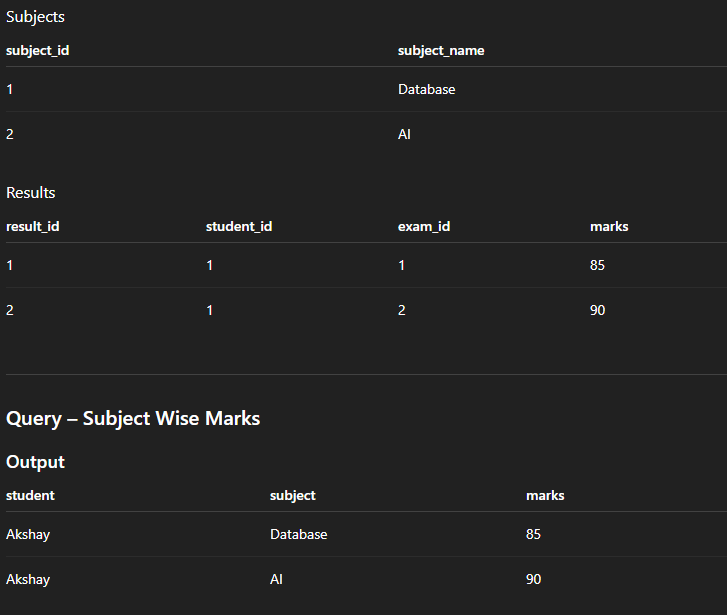 Subjects
subject_id subject_name
1 Database
2 AI
Results
result_id student_id exam_id marks
1 1 1 85
2 1 2 90
Query – Subject Wise Marks
Output
student subject marks
Akshay Database 85
Akshay AI 90